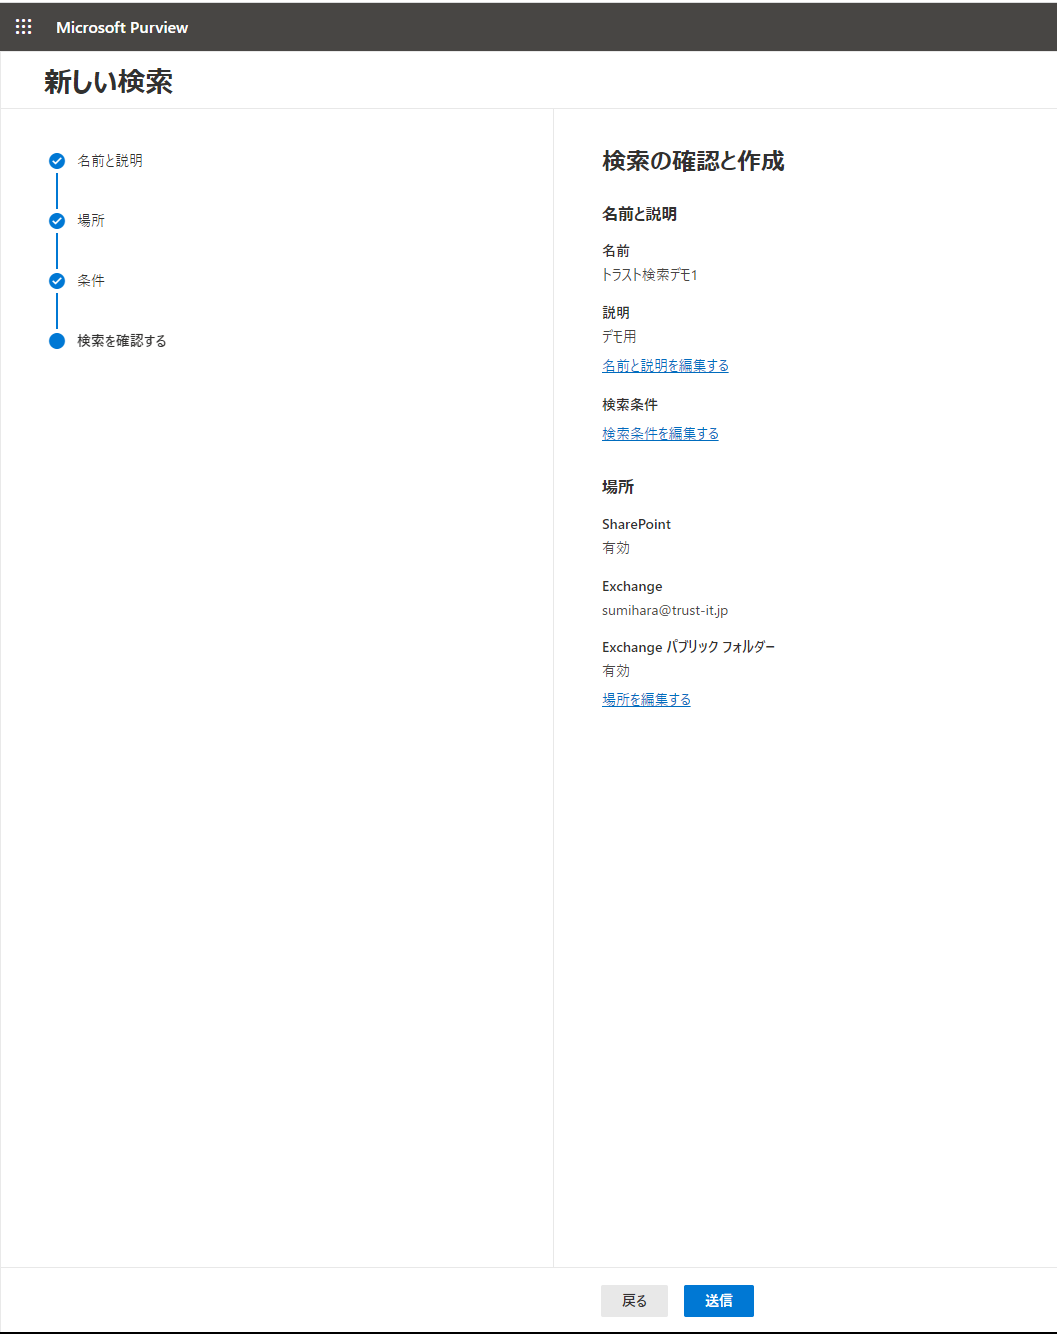 Microsoft Purview
新しい検索
名前と説明
場所
条件
検索を確認する
検索の確認と作成
名前と説明
名前
トラスト検索デモ1
説明
デモ用
名前と説明を編集する
検索条件
検索条件を編集する
場所
SharePoint
有効
Exchange
sumihara@trust-it.jp
Exchange パブリック フォルダー
有効
場所を編集する
戻る
送信